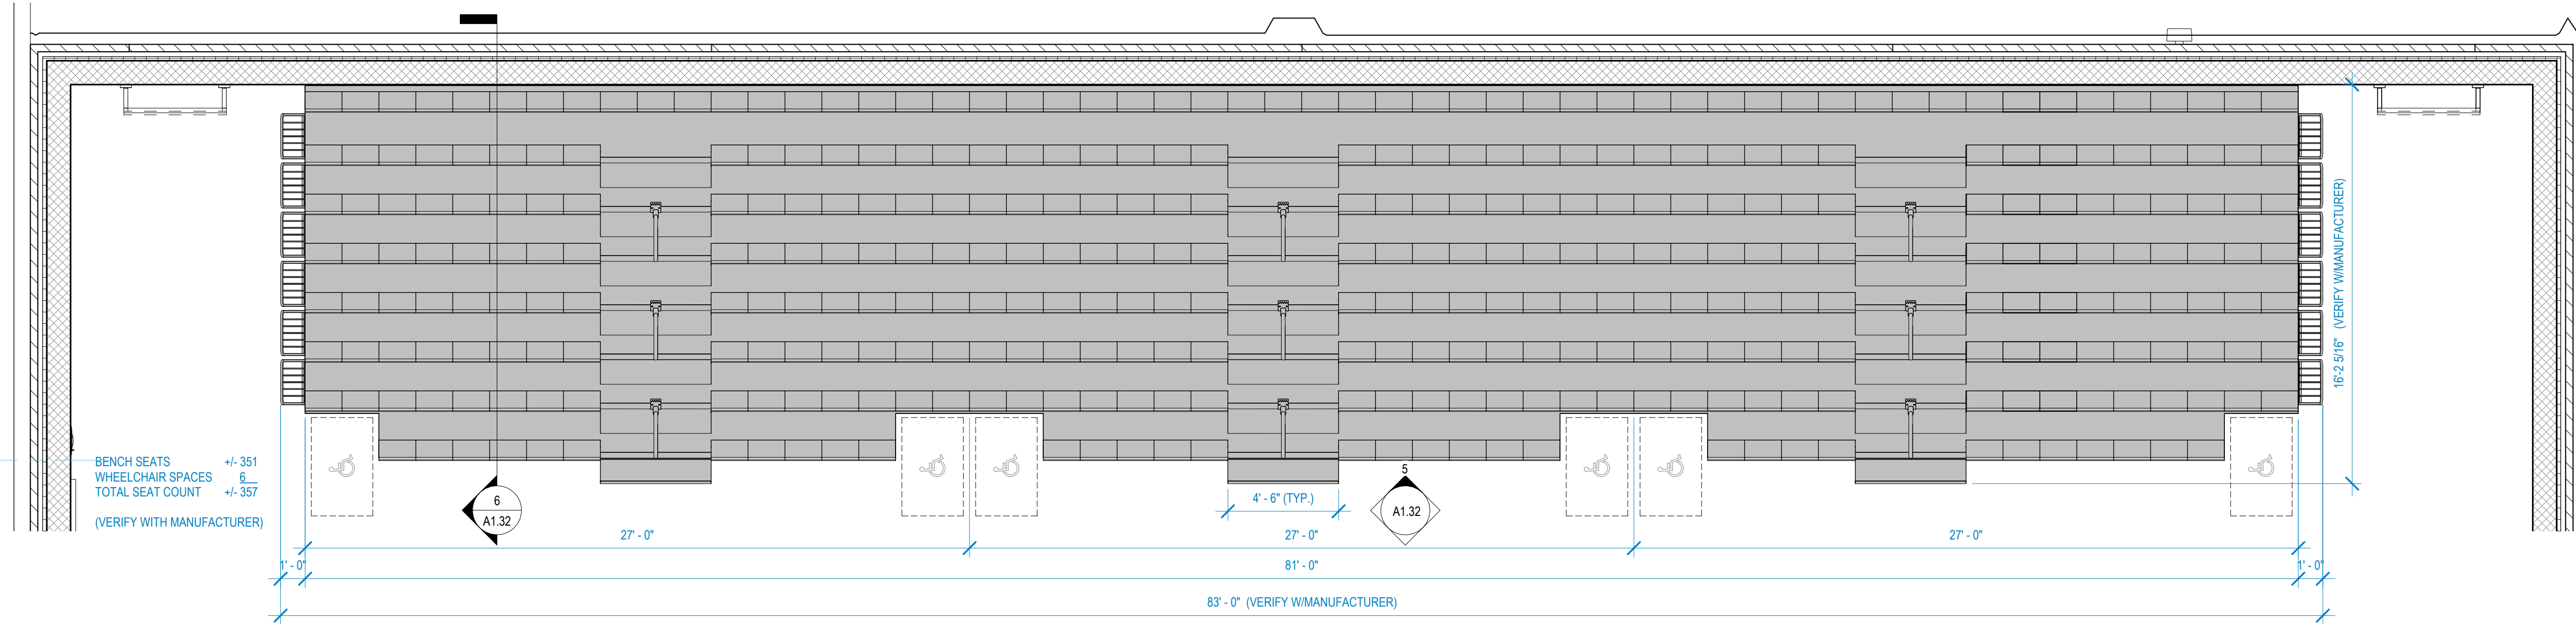 16'-2 5/16" (VERIFY W/MANUFACTURER)
BENCH SEATS +/- 351
WHEELCHAIR SPACES 6
TOTAL SEAT COUNT +/- 357
(VERIFY WITH MANUFACTURER)
6
A1.32
4' - 6" (TYP.)
5
A1.32
27' - 0"
27' - 0"
27' - 0"
1' - 0"
81' - 0"
1' - 0"
83' - 0" (VERIFY W/MANUFACTURER)